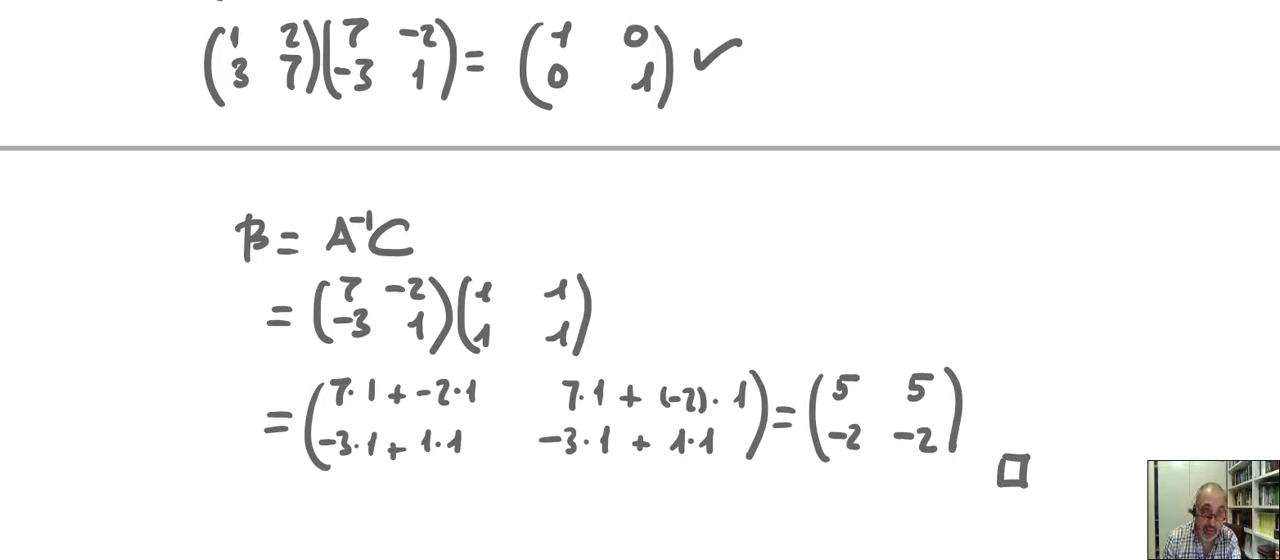 (1 2 3 7)(7 -2 -3 1) = (1 0 0 1) ✓
B = A⁻¹C
= (7 -2 -3 1)(1 1 1 1)
= (7·1 + -2·1 7·1 + (-2)·1 -3·1 + 1·1 -3·1 + 1·1) = (5 5 -2 -2) □